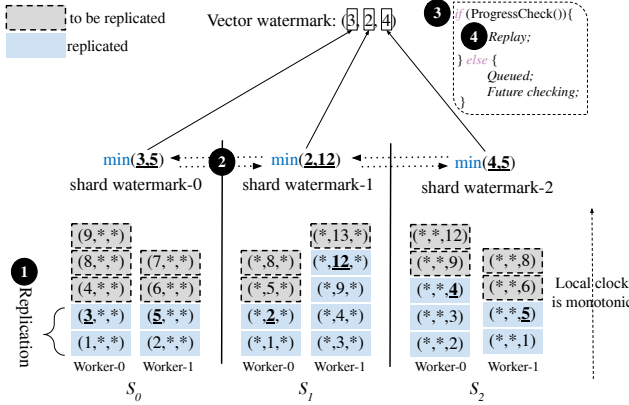 to be replicated
replicated
Vector watermark: (3, 2, 4)
3
if (ProgressCheck()){
4 Replay;
} else {
Queued;
Future checking;
}
min(3,5)
2
min(2,12)
min(4,5)
shard watermark-0
shard watermark-1
shard watermark-2
1
Replication
(9,*,*)
(8,*,*) (7,*,*)
(4,*,*) (6,*,*)
(3,*,*) (5,*,*)
(1,*,*) (2,*,*)
Worker-0 Worker-1
S0
(*,13,*)
(*,8,*) (*,12,*)
(*,5,*) (*,9,*)
(*,2,*) (*,4,*)
(*,1,*) (*,3,*)
Worker-0 Worker-1
S1
(*,*,12)
(*,*,9) (*,*,8)
(*,*,4) (*,*,6)
(*,*,3) (*,*,5)
(*,*,2) (*,*,1)
Worker-0 Worker-1
S2
Local clock
is monotonic